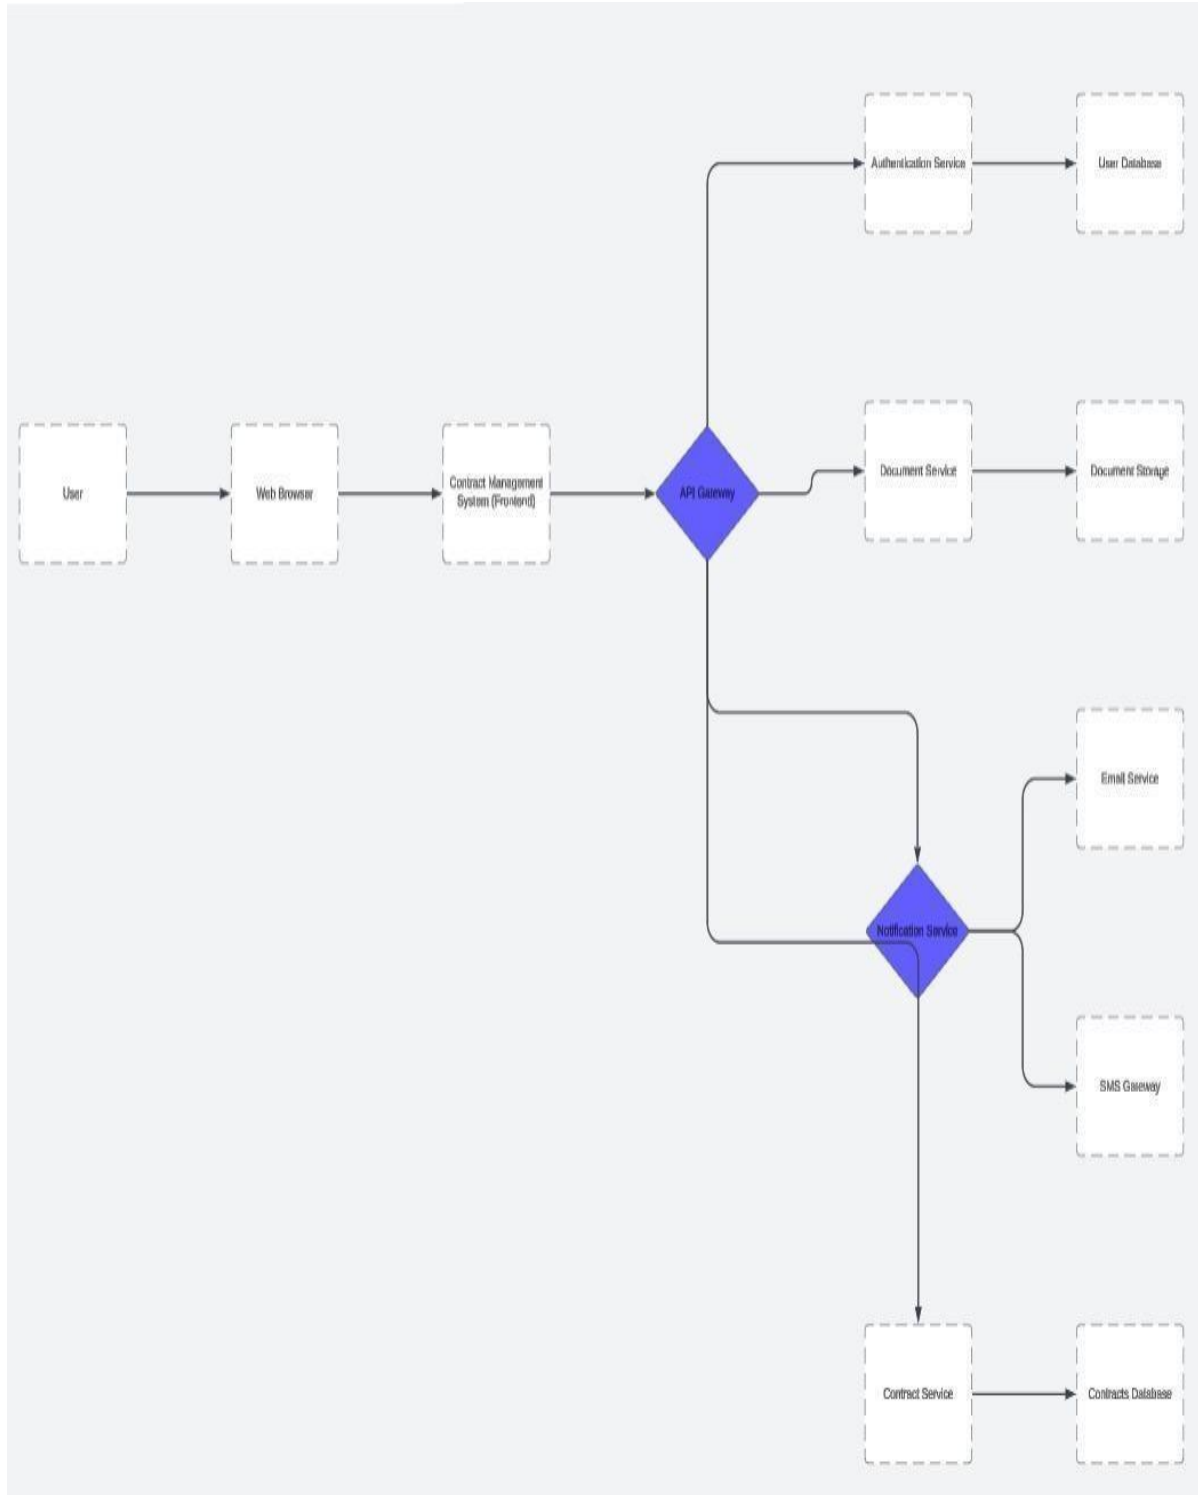 Authentication Service
User Database
User
Web Browser
Contract Management
System (Frontend)
API Gateway
Document Service
Document Storage
Email Service
Notification Service
SMS Gateway
Contract Service
Contracts Database